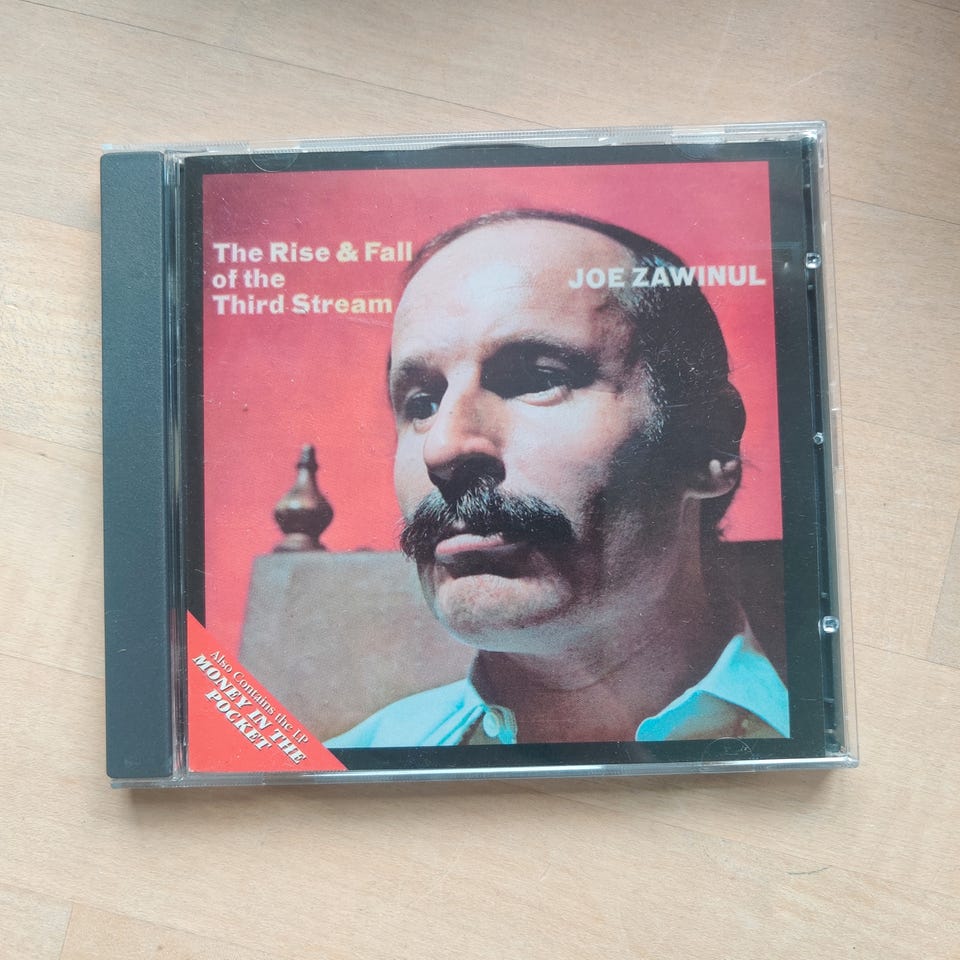 The Rise & Fall
of the
Third Stream
JOE ZAWINUL
Also Contains the LP
MONEY IN THE
POCKET